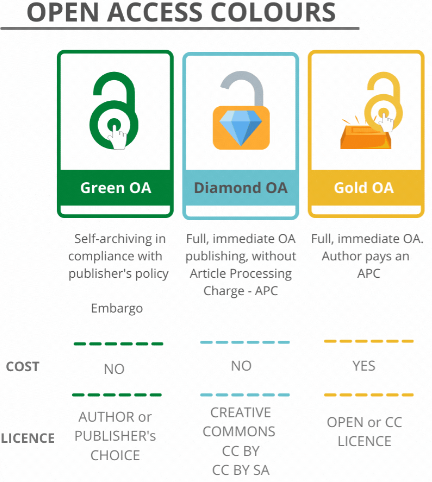 OPEN ACCESS COLOURS
Green OA
Diamond OA
Gold OA
Self-archiving in
compliance with
publisher's policy
Embargo
Full, immediate OA
publishing, without
Article Processing
Charge - APC
Full, immediate OA.
Author pays an
APC
COST
NO
NO
YES
LICENCE
AUTHOR or
PUBLISHER's
CHOICE
CREATIVE
COMMONS
CC BY
CC BY SA
OPEN or CC
LICENCE